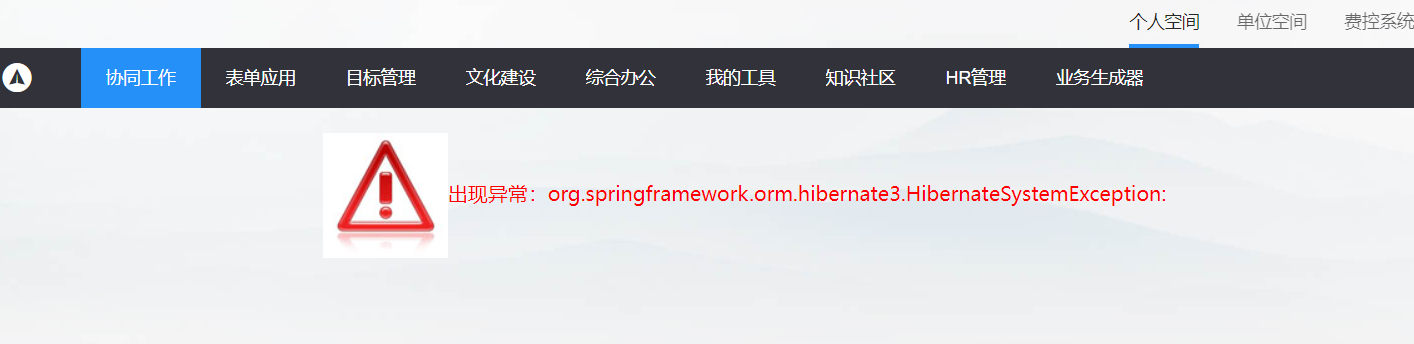 个人空间 单位空间 费控系统
协同工作 表单应用 目标管理 文化建设 综合办公 我的工具 知识社区 HR管理 业务生成器
出现异常：org.springframework.orm.hibernate3.HibernateSystemException: